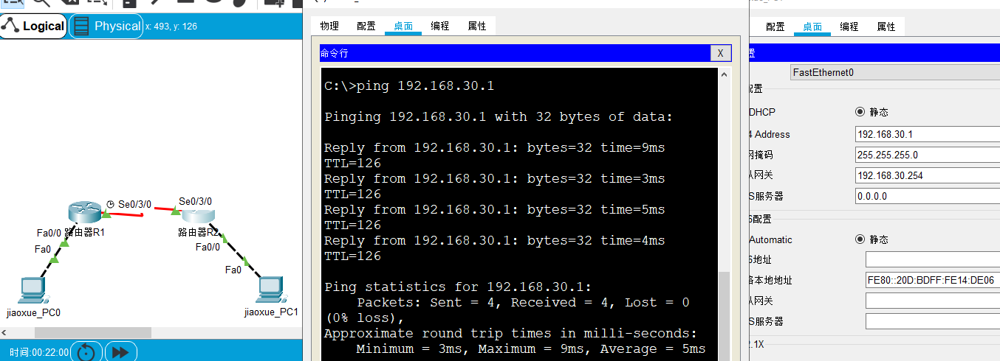 Logical
Physical
x: 493, y: 126
Se0/3/0
Se0/3/0
Fa0/0
路由器R1
路由器R2
Fa0
Fa0/0
Fa0
jiaoxue_PC0
jiaoxue_PC1
时间:00:22:00
物理
配置
桌面
编程
属性
命令行
X
C:\>ping 192.168.30.1
Pinging 192.168.30.1 with 32 bytes of data:
Reply from 192.168.30.1: bytes=32 time=9ms
TTL=126
Reply from 192.168.30.1: bytes=32 time=3ms
TTL=126
Reply from 192.168.30.1: bytes=32 time=5ms
TTL=126
Reply from 192.168.30.1: bytes=32 time=4ms
TTL=126
Ping statistics for 192.168.30.1:
Packets: Sent = 4, Received = 4, Lost = 0
(0% loss),
Approximate round trip times in milli-seconds:
Minimum = 3ms, Maximum = 9ms, Average = 5ms
配置
桌面
编程
属性
置
FastEthernet0
配置
DHCP
静态
4 Address
192.168.30.1
网掩码
255.255.255.0
网关
192.168.30.254
S服务器
0.0.0.0
6配置
Automatic
静态
6地址
本地地址
FE80::20D:BDFF:FE14:DE06
网关
S服务器
.1X